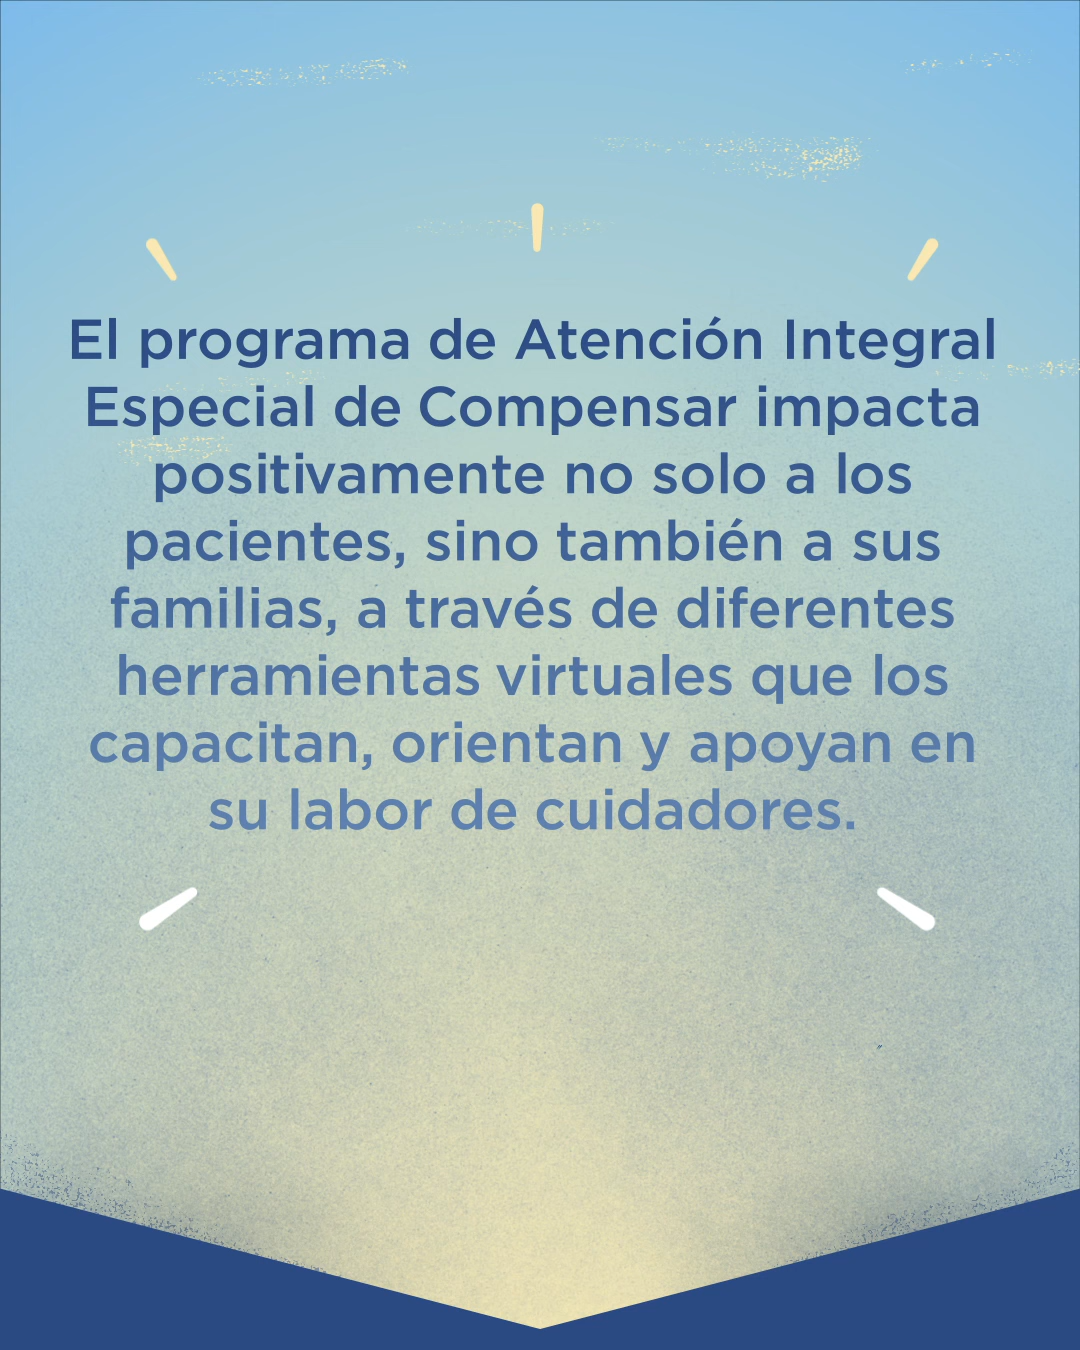 El programa de Atención Integral
Especial de Compensar impacta
positivamente no solo a los
pacientes, sino también a sus
familias, a través de diferentes
herramientas virtuales que los
capacitan, orientan y apoyan en
su labor de cuidadores.